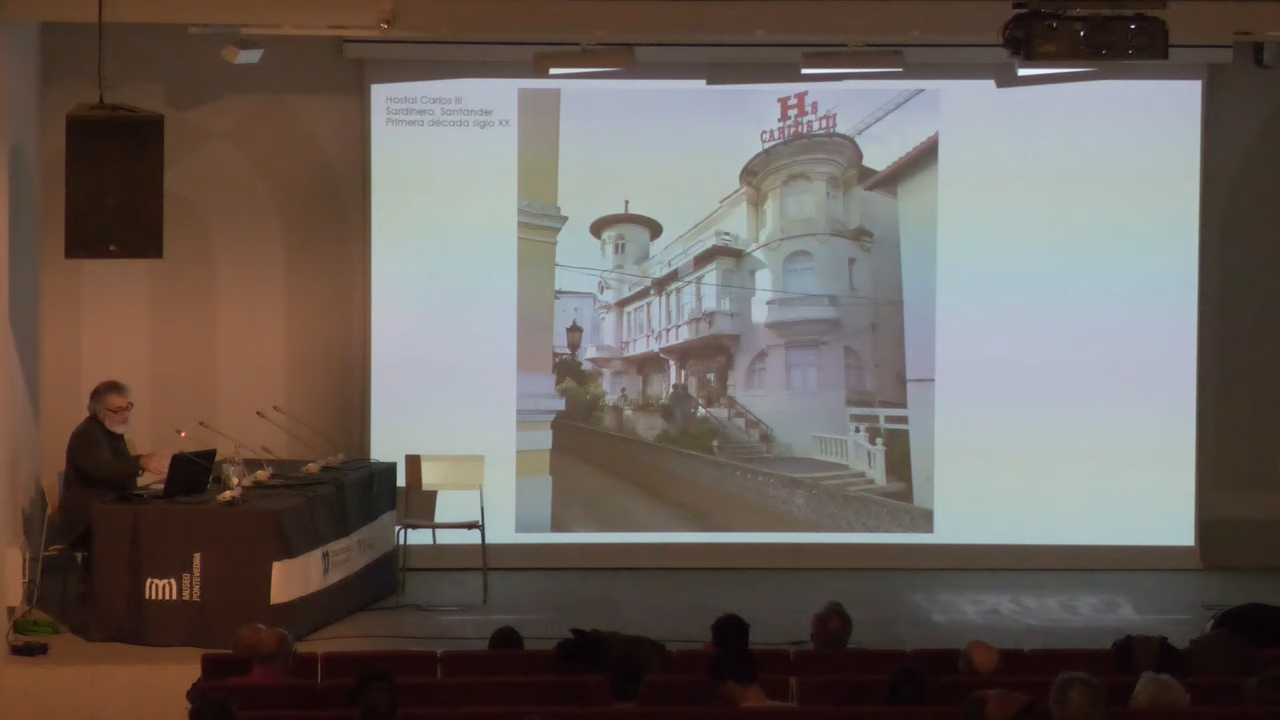 Hostal Carlos III
Sardinero, Santander
Primera década siglo XX
Hs
CARLOS III
m
MUSEO
PONTEVEDRA